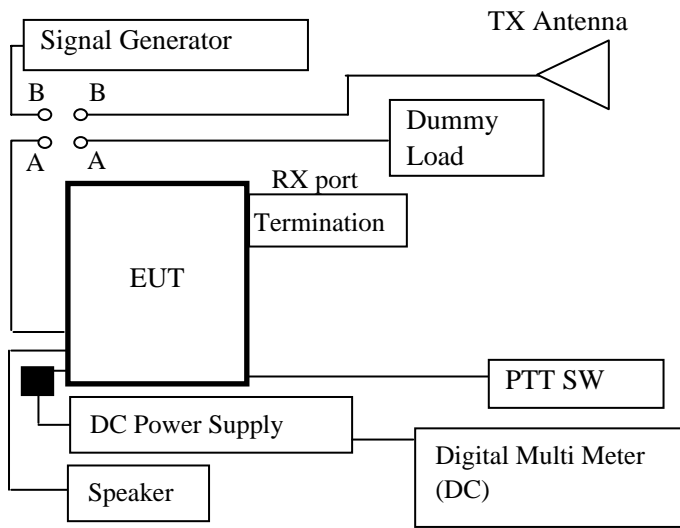 TX Antenna
Signal Generator
B B
A A
Dummy
Load
RX port
Termination
EUT
PTT SW
DC Power Supply
Digital Multi Meter
(DC)
Speaker